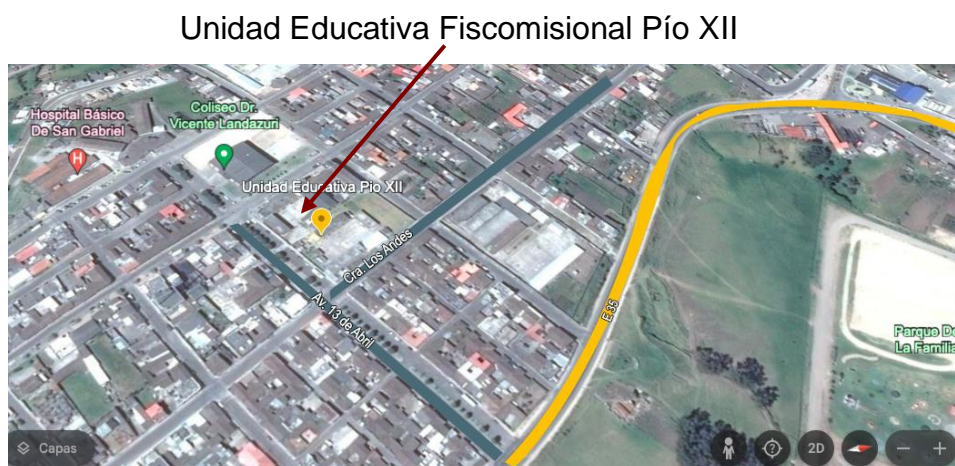 Unidad Educativa Fiscomisional Pío XII
Hospital Básico
De San Gabriel
Coliseo Dr.
Vicente Landazuri
H
Unidad Educativa Pio XII
Cra. Los Andes
Av. 13 de Abril
E 35
Parque De
La Familia
Capas
2D